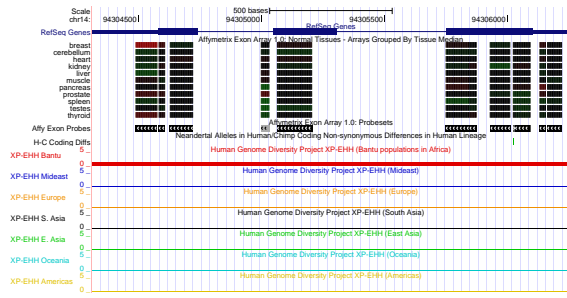 Scale 500 bases
chr14: 94304500 94305000 94305500 94306000
RefSeq Genes
RefSeq Genes
Affymetrix Exon Array 1.0: Normal Tissues - Arrays Grouped By Tissue Median
breast
cerebellum
heart
kidney
liver
muscle
pancreas
prostate
spleen
testes
thyroid
Affymetrix Exon Array 1.0: Probesets
Affy Exon Probes
Neandertal Alleles in Human/Chimp Coding Non-synonymous Differences in Human Lineage
H-C Coding Diffs
Human Genome Diversity Project XP-EHH (Bantu populations in Africa)
5 _
XP-EHH Bantu
0 _
Human Genome Diversity Project XP-EHH (Mideast)
5 _
XP-EHH Mideast
0 _
Human Genome Diversity Project XP-EHH (Europe)
5 _
XP-EHH Europe
0 _
Human Genome Diversity Project XP-EHH (South Asia)
5 _
XP-EHH S. Asia
0 _
Human Genome Diversity Project XP-EHH (East Asia)
5 _
XP-EHH E. Asia
0 _
Human Genome Diversity Project XP-EHH (Oceania)
5 _
XP-EHH Oceania
0 _
Human Genome Diversity Project XP-EHH (Americas)
5 _
XP-EHH Americas
0 _